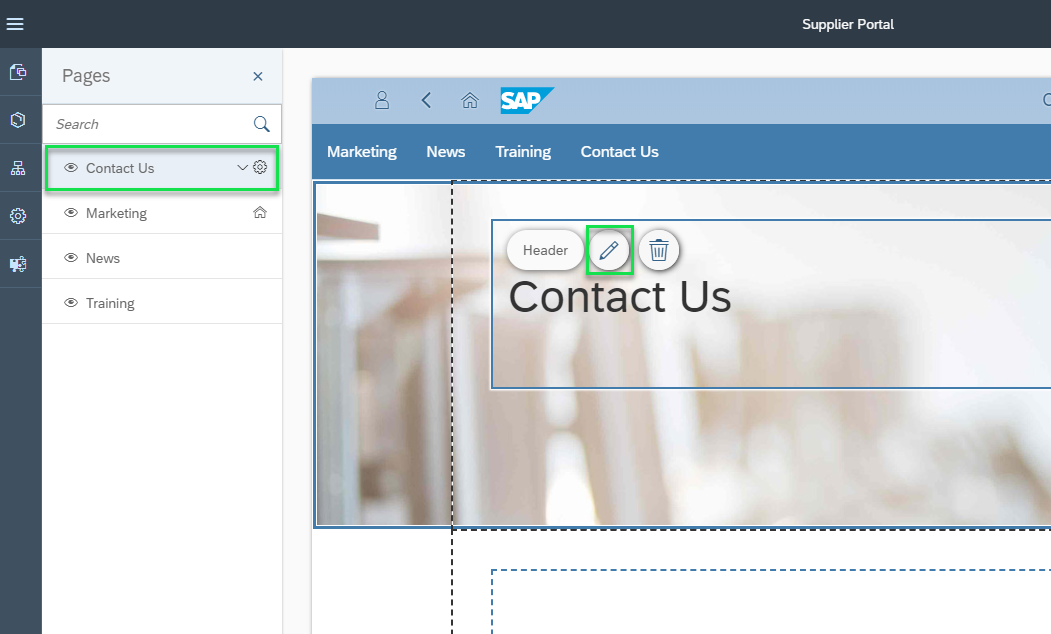 Supplier Portal
Pages
Search
Contact Us
Marketing
News
Training
SAP
Marketing News Training Contact Us
Header
Contact Us